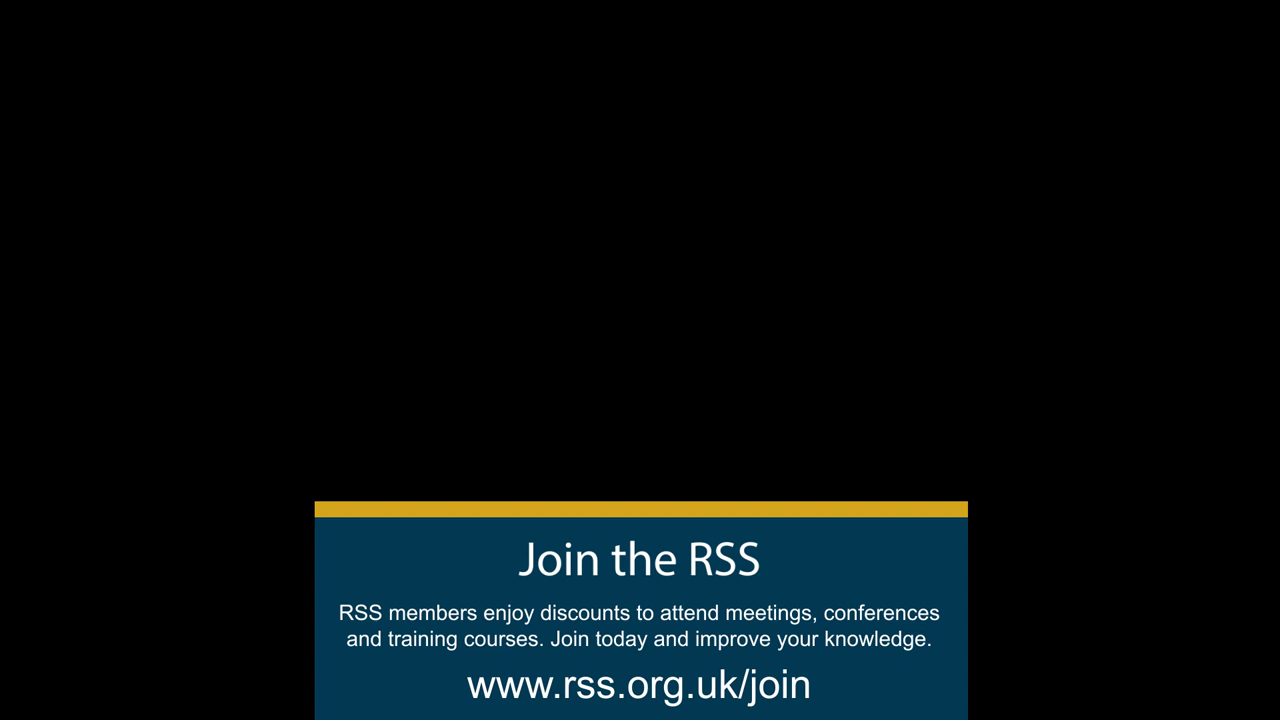 Join the RSS
RSS members enjoy discounts to attend meetings, conferences
and training courses. Join today and improve your knowledge.
www.rss.org.uk/join